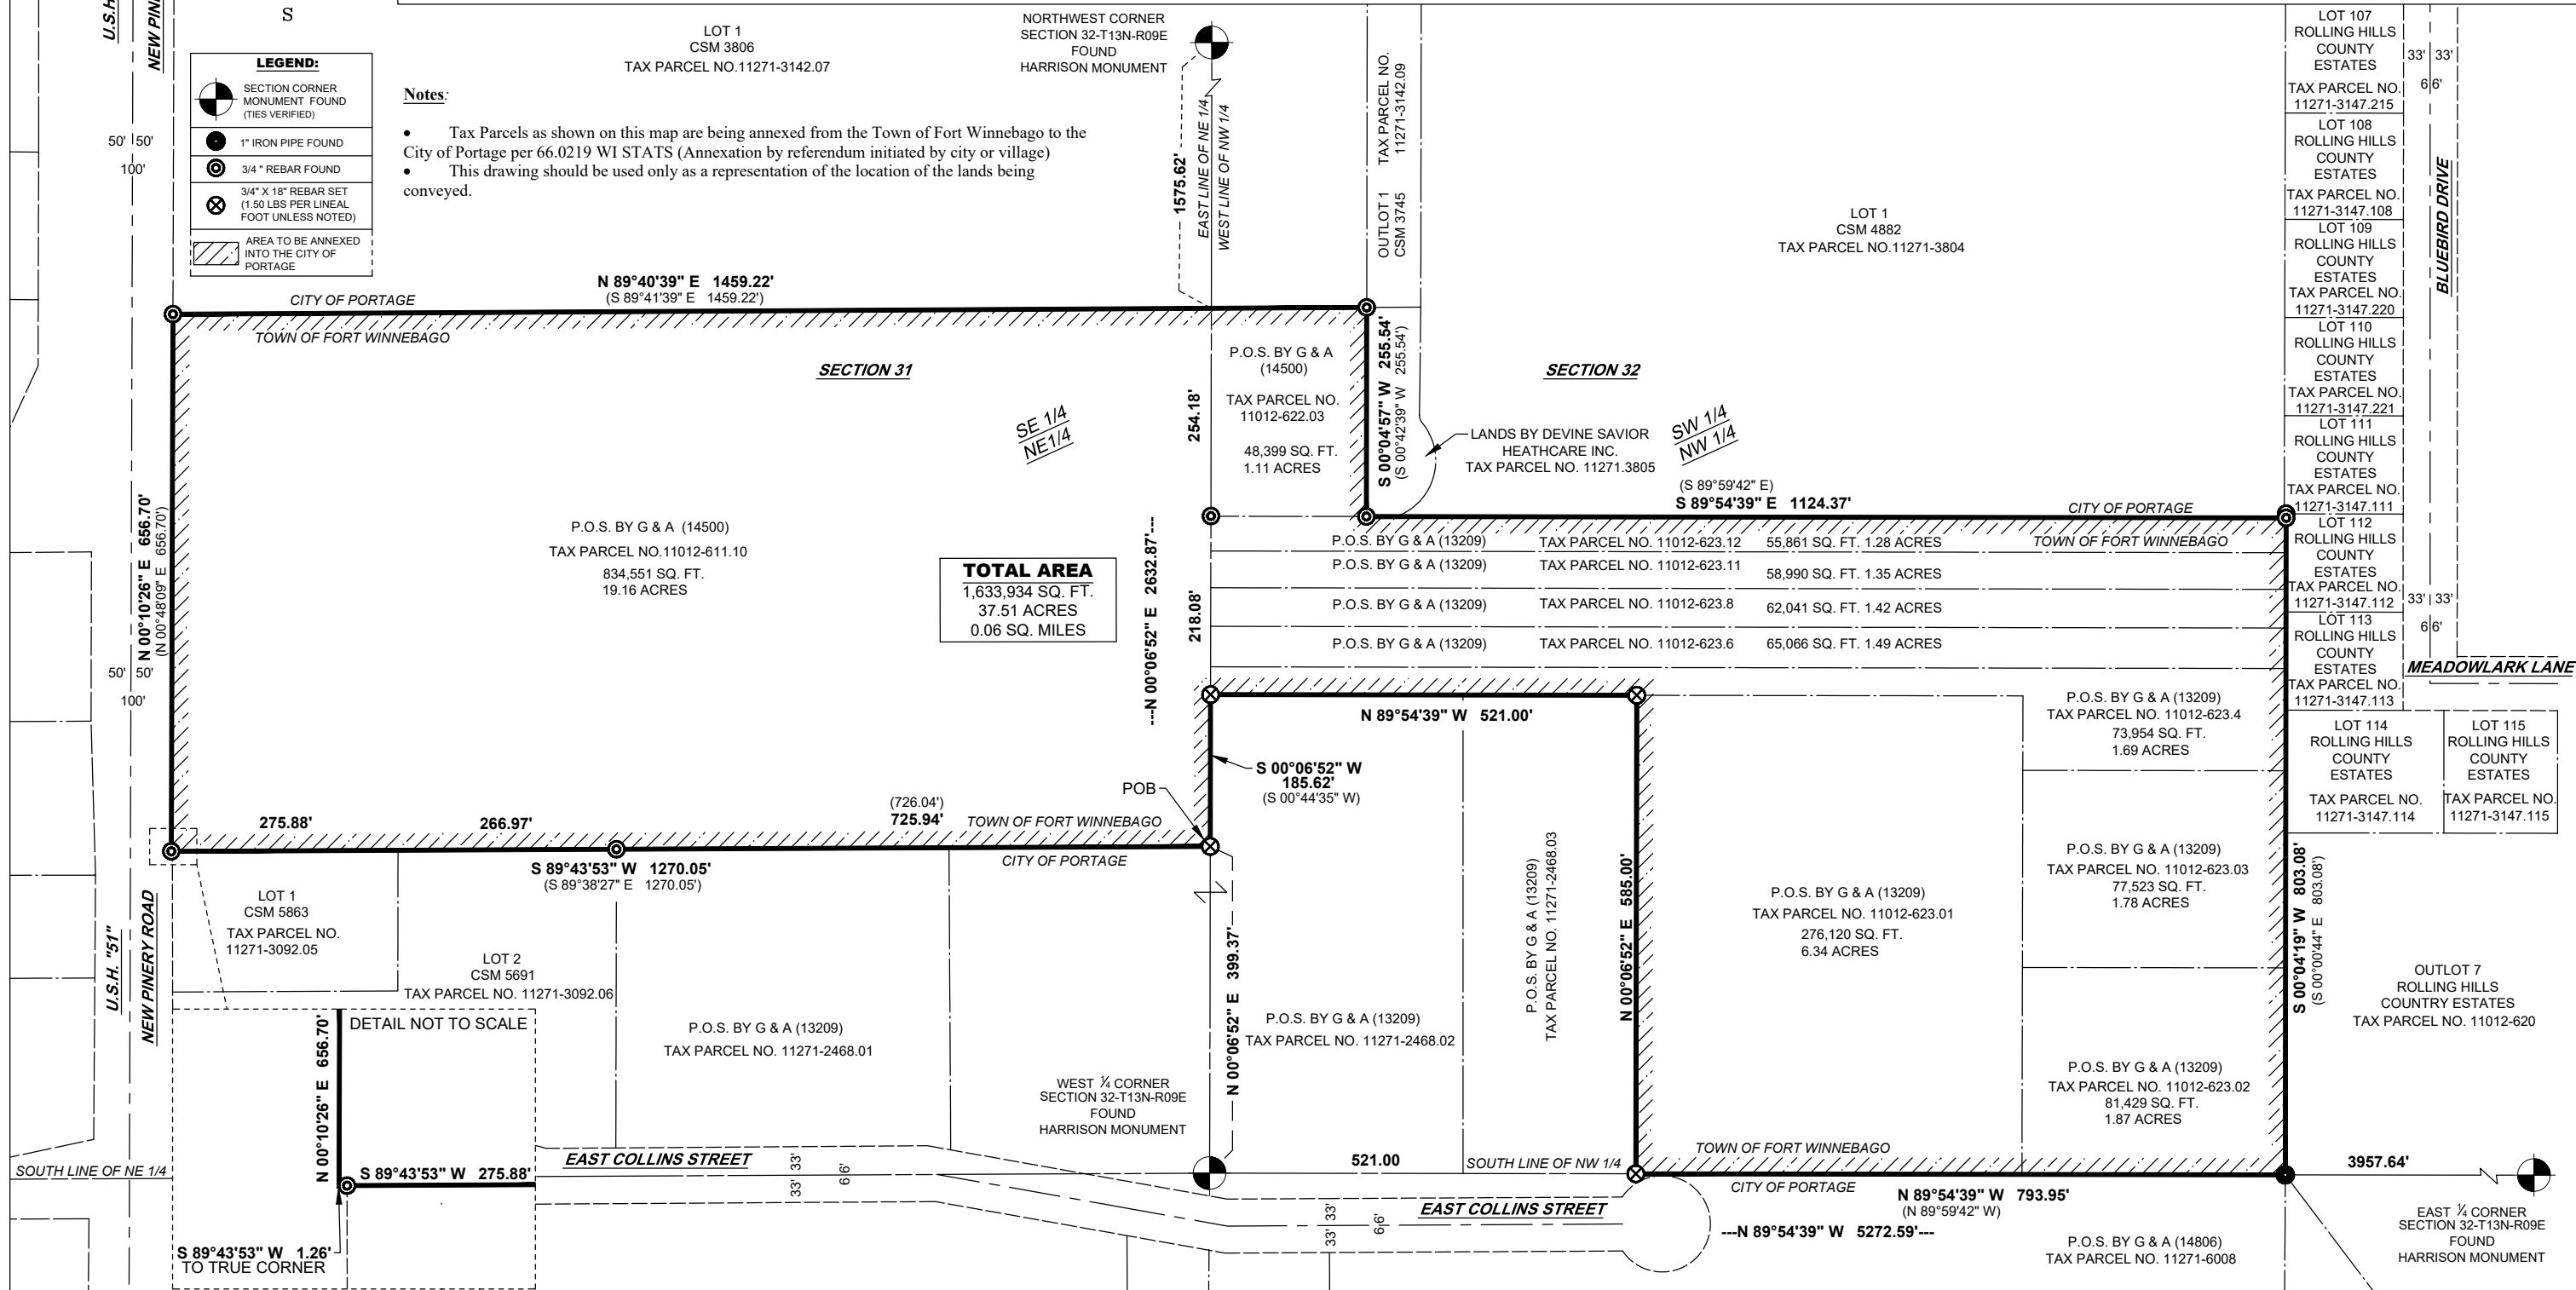 U.S.H
NEW PIN
S
LEGEND:
SECTION CORNER
MONUMENT FOUND
(TIES VERIFIED)
1" IRON PIPE FOUND
3/4 " REBAR FOUND
3/4" X 18" REBAR SET
(1.50 LBS PER LINEAL
FOOT UNLESS NOTED)
AREA TO BE ANNEXED
INTO THE CITY OF
PORTAGE
50' 50'
100'
LOT 1
CSM 3806
TAX PARCEL NO.11271-3142.07
Notes:
• Tax Parcels as shown on this map are being annexed from the Town of Fort Winnebago to the
City of Portage per 66.0219 WI STATS (Annexation by referendum initiated by city or village)
• This drawing should be used only as a representation of the location of the lands being
conveyed.
NORTHWEST CORNER
SECTION 32-T13N-R09E
FOUND
HARRISON MONUMENT
1575.62'
EAST LINE OF NE 1/4
WEST LINE OF NW 1/4
OUTLOT 1
CSM 3745
TAX PARCEL NO.
11271-3142.09
LOT 1
CSM 4882
TAX PARCEL NO.11271-3804
LOT 107
ROLLING HILLS
COUNTY
ESTATES
TAX PARCEL NO.
11271-3147.215
LOT 108
ROLLING HILLS
COUNTY
ESTATES
TAX PARCEL NO.
11271-3147.108
LOT 109
ROLLING HILLS
COUNTY
ESTATES
TAX PARCEL NO.
11271-3147.220
LOT 110
ROLLING HILLS
COUNTY
ESTATES
TAX PARCEL NO.
11271-3147.221
LOT 111
ROLLING HILLS
COUNTY
ESTATES
TAX PARCEL NO.
11271-3147.111
LOT 112
ROLLING HILLS
COUNTY
ESTATES
TAX PARCEL NO.
11271-3147.112
LOT 113
ROLLING HILLS
COUNTY
ESTATES
TAX PARCEL NO.
11271-3147.113
33' 33'
66'
BLUEBIRD DRIVE
33' 33'
66'
MEADOWLARK LANE
LOT 114
ROLLING HILLS
COUNTY
ESTATES
TAX PARCEL NO.
11271-3147.114
LOT 115
ROLLING HILLS
COUNTY
ESTATES
TAX PARCEL NO.
11271-3147.115
N 89°40'39" E 1459.22'
(S 89°41'39" E 1459.22')
CITY OF PORTAGE
TOWN OF FORT WINNEBAGO
SECTION 31
SE 1/4
NE1/4
P.O.S. BY G & A
(14500)
TAX PARCEL NO.
11012-622.03
48,399 SQ. FT.
1.11 ACRES
254.18'
S 00°04'57" W 255.54'
(S 00°42'39" W 255.54')
SECTION 32
SW 1/4
NW 1/4
LANDS BY DEVINE SAVIOR
HEATHCARE INC.
TAX PARCEL NO. 11271.3805
(S 89°59'42" E)
S 89°54'39" E 1124.37'
CITY OF PORTAGE
TOWN OF FORT WINNEBAGO
N 00°10'26" E 656.70'
(N 00°48'09" E 656.70')
P.O.S. BY G & A (14500)
TAX PARCEL NO.11012-611.10
834,551 SQ. FT.
19.16 ACRES
TOTAL AREA
1,633,934 SQ. FT.
37.51 ACRES
0.06 SQ. MILES
---N 00°06'52" E 2632.87'---
218.08'
P.O.S. BY G & A (13209) TAX PARCEL NO. 11012-623.12 55,861 SQ. FT. 1.28 ACRES
P.O.S. BY G & A (13209) TAX PARCEL NO. 11012-623.11 58,990 SQ. FT. 1.35 ACRES
P.O.S. BY G & A (13209) TAX PARCEL NO. 11012-623.8 62,041 SQ. FT. 1.42 ACRES
P.O.S. BY G & A (13209) TAX PARCEL NO. 11012-623.6 65,066 SQ. FT. 1.49 ACRES
50' 50'
100'
N 89°54'39" W 521.00'
S 00°06'52" W
185.62'
(S 00°44'35" W)
POB
P.O.S. BY G & A (13209)
TAX PARCEL NO. 11012-623.4
73,954 SQ. FT.
1.69 ACRES
275.88'
266.97'
(726.04')
725.94'
TOWN OF FORT WINNEBAGO
CITY OF PORTAGE
S 89°43'53" W 1270.05'
(S 89°38'27" E 1270.05')
P.O.S. BY G & A (13209)
TAX PARCEL NO. 11271-2468.03
N 00°06'52" E 585.00'
P.O.S. BY G & A (13209)
TAX PARCEL NO. 11012-623.01
276,120 SQ. FT.
6.34 ACRES
P.O.S. BY G & A (13209)
TAX PARCEL NO. 11012-623.03
77,523 SQ. FT.
1.78 ACRES
S 00°04'19" W 803.08'
(S 00°00'44" E 803.08')
U.S.H. "51"
NEW PINERY ROAD
LOT 1
CSM 5863
TAX PARCEL NO.
11271-3092.05
LOT 2
CSM 5691
TAX PARCEL NO. 11271-3092.06
N 00°06'52" E 399.37'
OUTLOT 7
ROLLING HILLS
COUNTRY ESTATES
TAX PARCEL NO. 11012-620
DETAIL NOT TO SCALE
N 00°10'26" E 656.70'
P.O.S. BY G & A (13209)
TAX PARCEL NO. 11271-2468.01
P.O.S. BY G & A (13209)
TAX PARCEL NO. 11271-2468.02
WEST ¼ CORNER
SECTION 32-T13N-R09E
FOUND
HARRISON MONUMENT
P.O.S. BY G & A (13209)
TAX PARCEL NO. 11012-623.02
81,429 SQ. FT.
1.87 ACRES
SOUTH LINE OF NE 1/4
S 89°43'53" W 275.88'
EAST COLLINS STREET
33' 33'
66'
521.00
SOUTH LINE OF NW 1/4
TOWN OF FORT WINNEBAGO
CITY OF PORTAGE
3957.64'
N 89°54'39" W 793.95'
(N 89°59'42" W)
S 89°43'53" W 1.26'
TO TRUE CORNER
33' 33'
66'
EAST COLLINS STREET
---N 89°54'39" W 5272.59'---
P.O.S. BY G & A (14806)
TAX PARCEL NO. 11271-6008
EAST ¼ CORNER
SECTION 32-T13N-R09E
FOUND
HARRISON MONUMENT